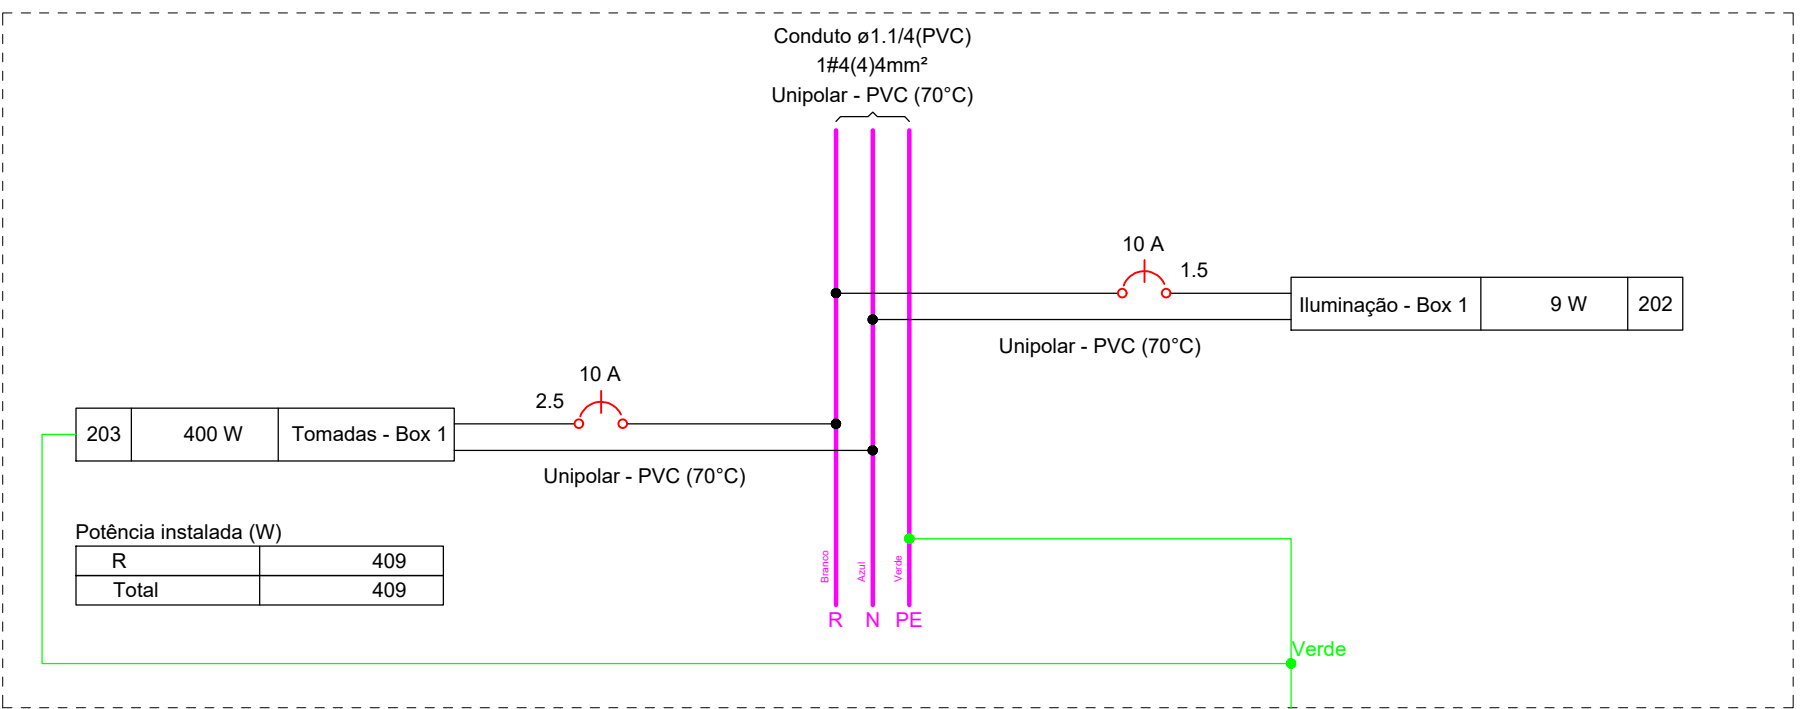 Conduto ø1.1/4(PVC)
1#4(4)4mm²
Unipolar - PVC (70°C)
10 A
1.5
Iluminação - Box 1 9 W 202
Unipolar - PVC (70°C)
10 A
2.5
203 400 W Tomadas - Box 1
Unipolar - PVC (70°C)
Potência instalada (W)
R 409
Total 409
Branco
Azul
Verde
R N PE
Verde